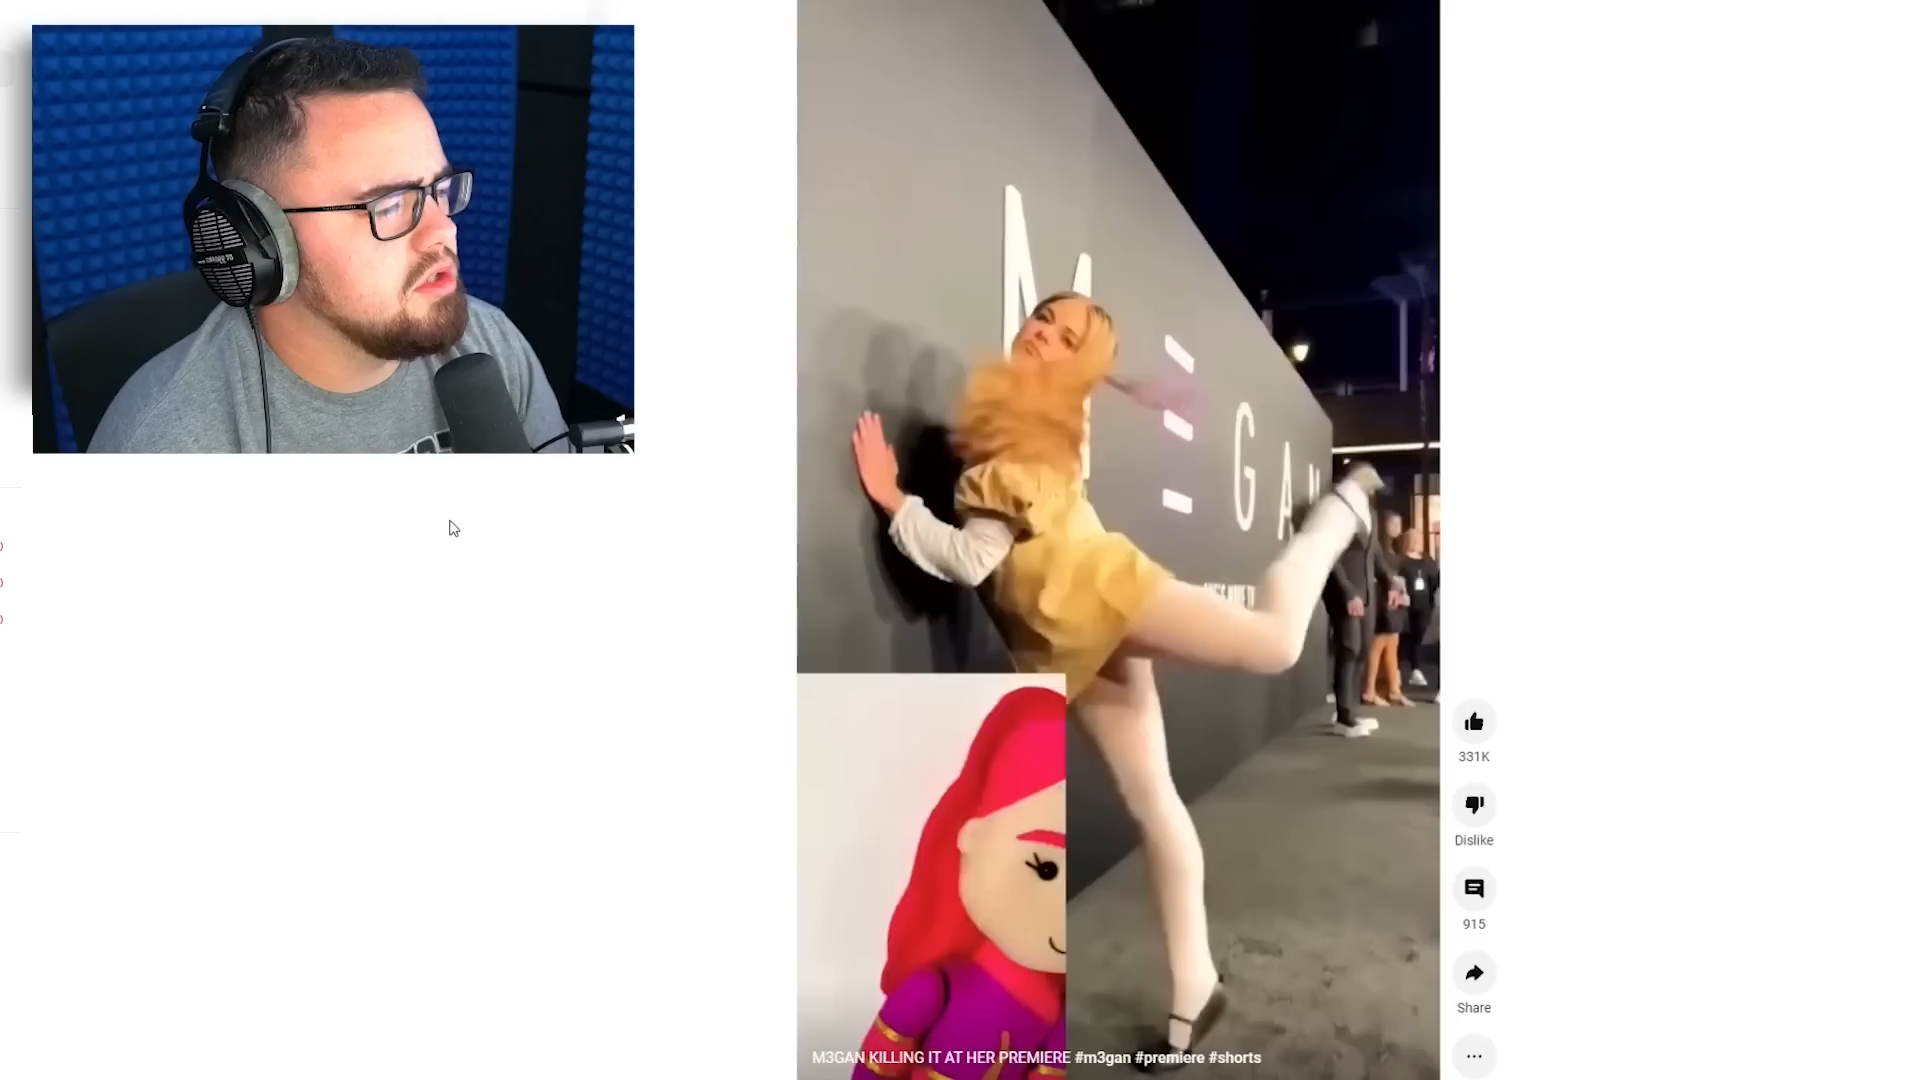 M Ξ G A N
331K
Dislike
915
Share
M3GAN KILLING IT AT HER PREMIERE #m3gan #premiere #shorts